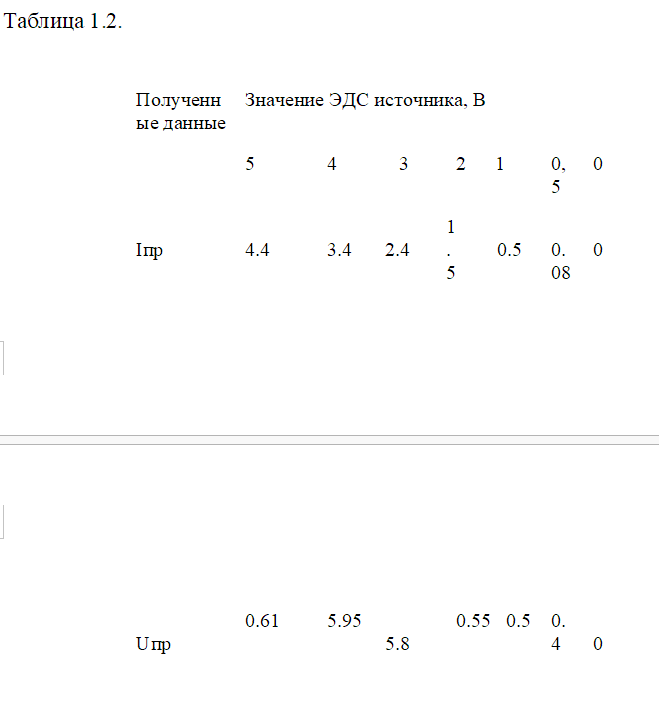 Таблица 1.2.
Полученн Значение ЭДС источника, В
ые данные
5 4 3 2 1 0,
5
1
Iпр 4.4 3.4 2.4 . 0.5 0. 0
5 08
0.61 5.95 0.55 0.5 0.
Uпр 5.8 4 0